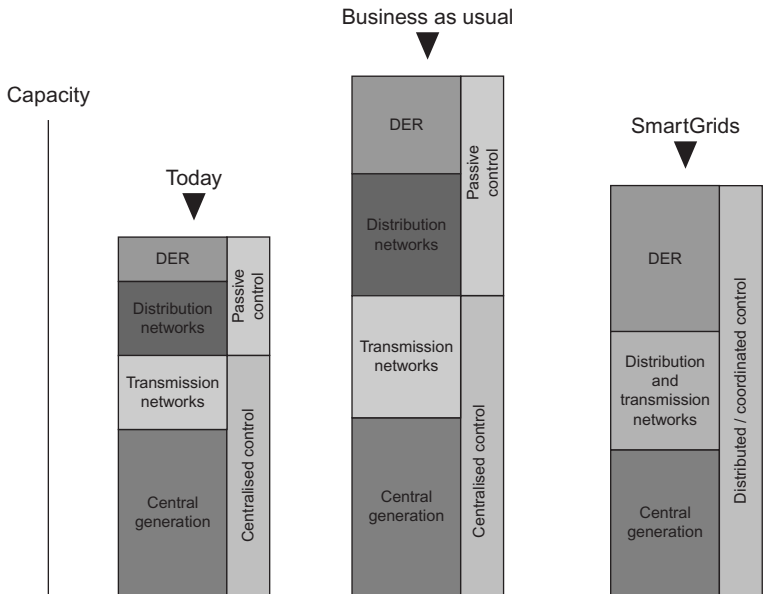 Business as usual
Capacity
SmartGrids
Today
DER
Distribution
networks
Transmission
networks
Central
generation
Passive
control
Centralised control
DER
Distribution
networks
Transmission
networks
Central
generation
Passive
control
Centralised control
DER
Distribution
and
transmission
networks
Central
generation
Distributed / coordinated control